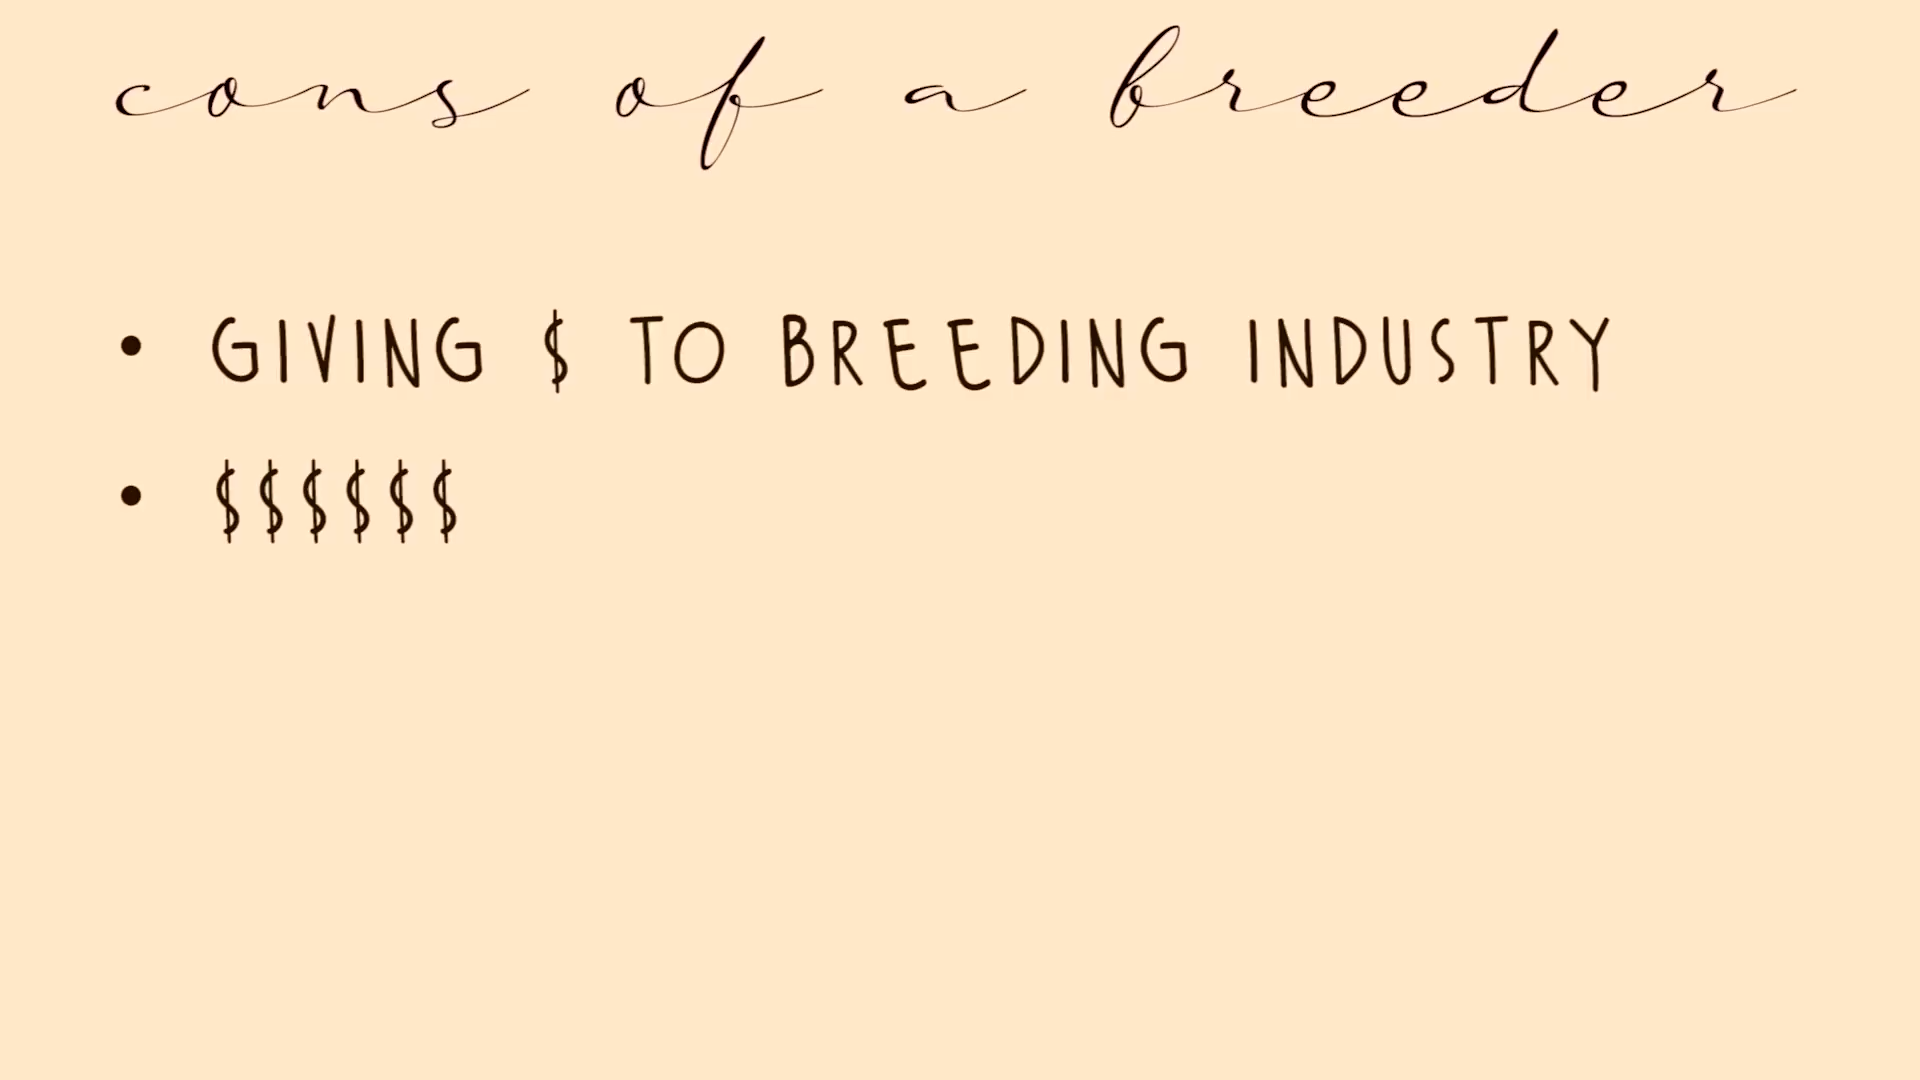 cons of a breeder
• GIVING $ TO BREEDING INDUSTRY
• $$$$$$